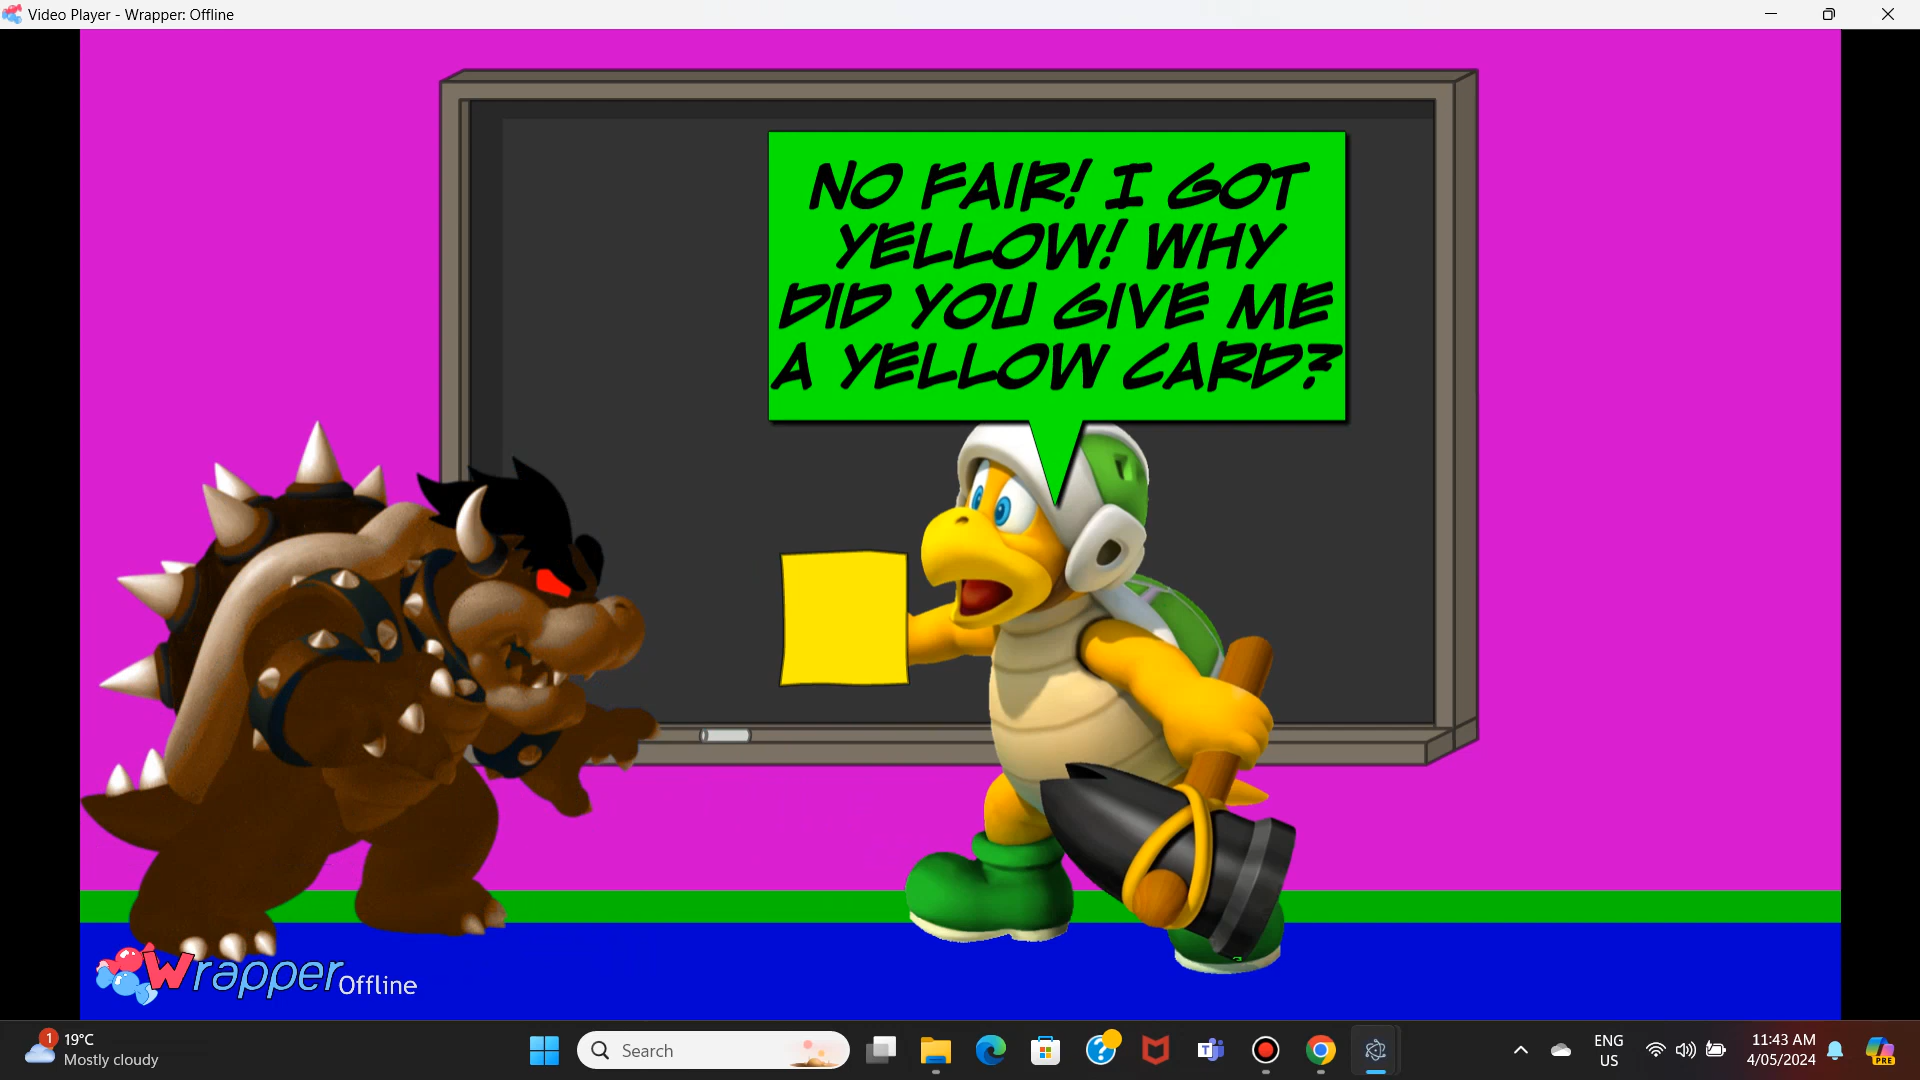 Video Player - Wrapper: Offline
NO FAIR! I GOT
YELLOW! WHY
DID YOU GIVE ME
A YELLOW CARD?
Wrapper Offline
1
19°C
Mostly cloudy
Search
ENG
US
11:43 AM
4/05/2024
PRE